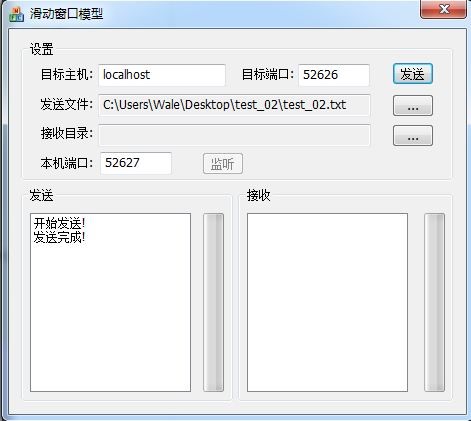 滑动窗口模型
设置
目标主机: localhost 目标端口: 52626 发送
发送文件: C:\Users\Wale\Desktop\test_02\test_02.txt ...
接收目录: ...
本机端口: 52627 监听
发送 接收
开始发送!
发送完成!